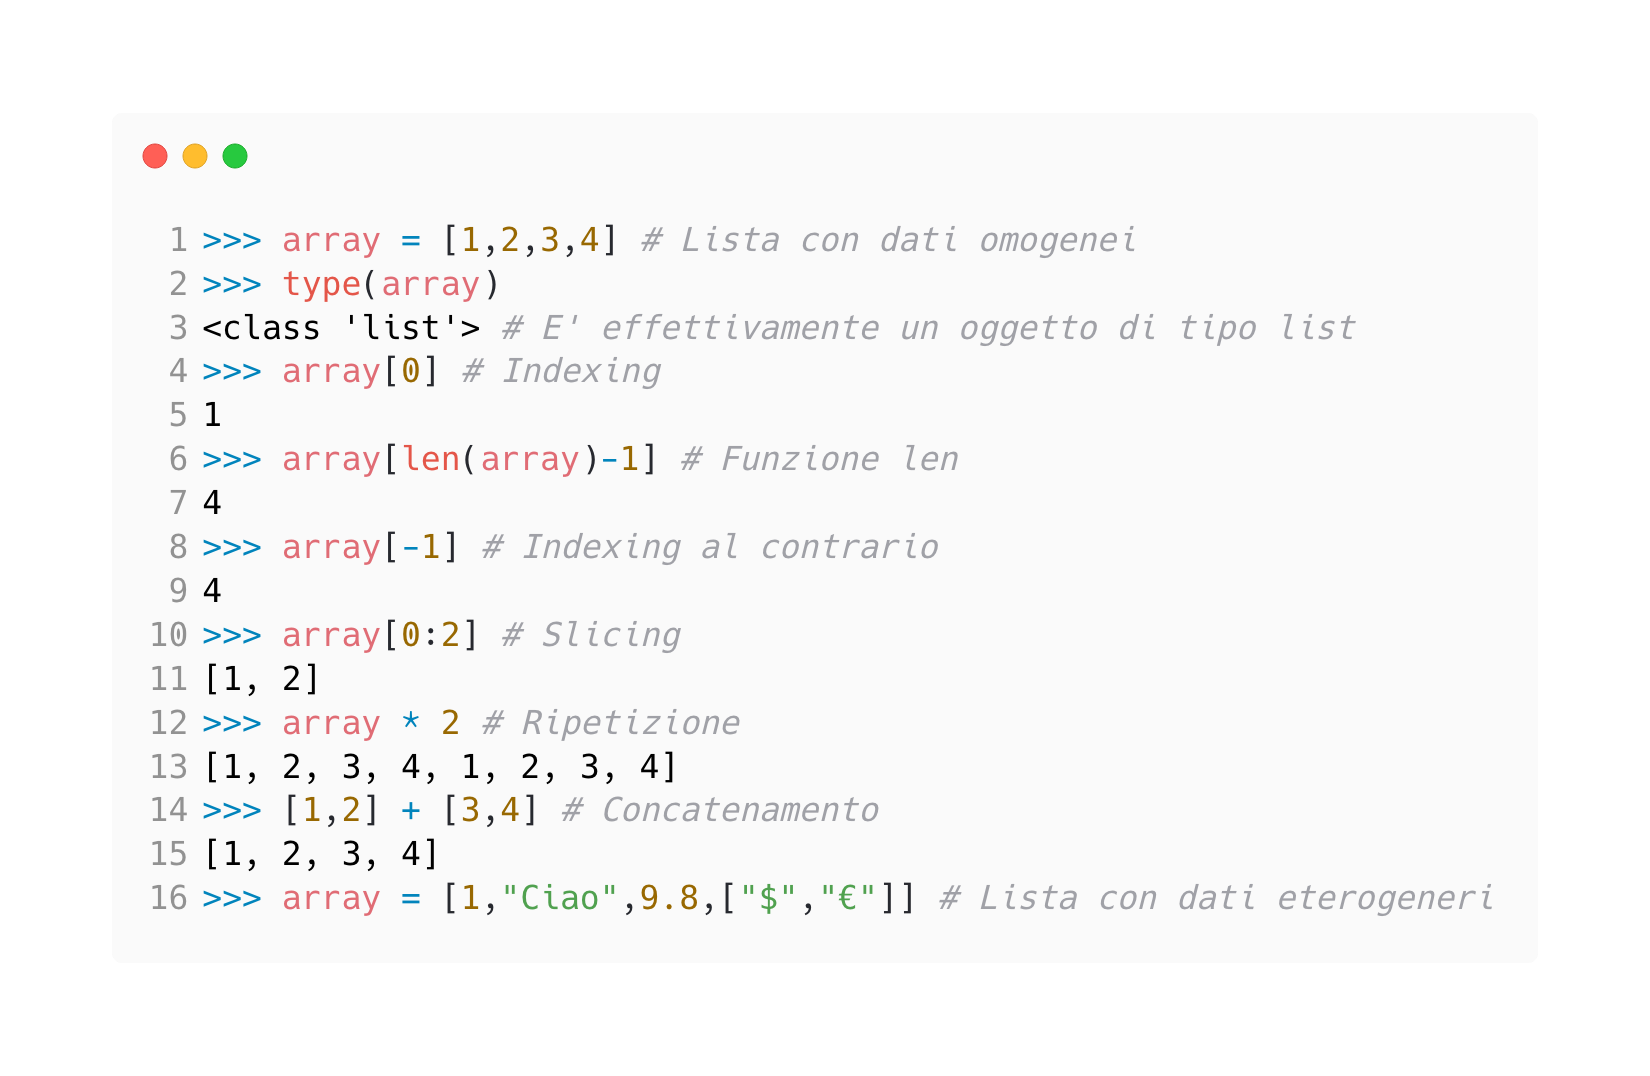 1 >>> array = [1,2,3,4] # Lista con dati omogenei
2 >>> type(array)
3 <class 'list'> # E' effettivamente un oggetto di tipo list
4 >>> array[0] # Indexing
5 1
6 >>> array[len(array)-1] # Funzione len
7 4
8 >>> array[-1] # Indexing al contrario
9 4
10 >>> array[0:2] # Slicing
11 [1, 2]
12 >>> array * 2 # Ripetizione
13 [1, 2, 3, 4, 1, 2, 3, 4]
14 >>> [1,2] + [3,4] # Concatenamento
15 [1, 2, 3, 4]
16 >>> array = [1,"Ciao",9.8,["$","€"]] # Lista con dati eterogeneri